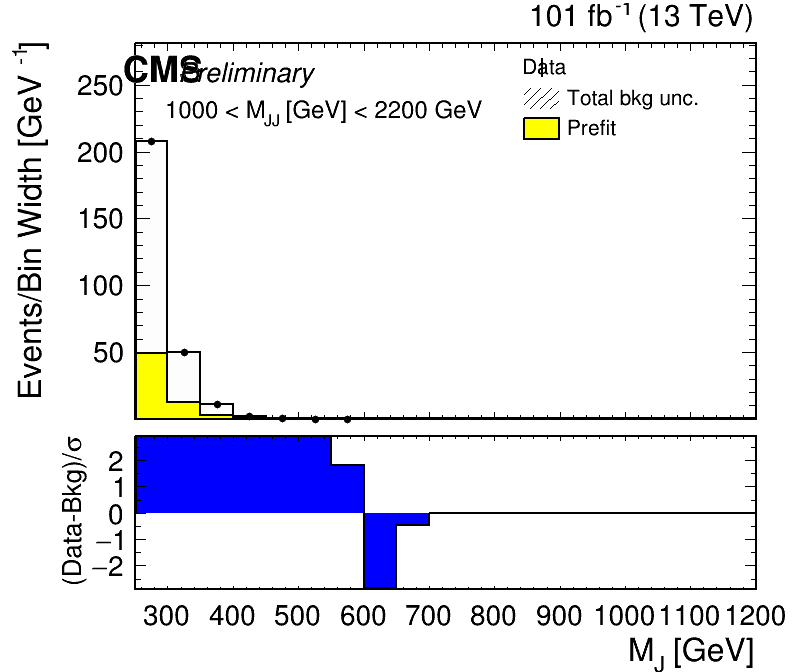 101 fb⁻¹ (13 TeV)
CMS Preliminary
1000 < M_JJ [GeV] < 2200 GeV
Data
Total bkg unc.
Prefit
Events/Bin Width [GeV⁻¹]
250
200
150
100
50
(Data-Bkg)/σ
2
1
0
−1
−2
300 400 500 600 700 800 900 1000 1100 1200
M_J [GeV]